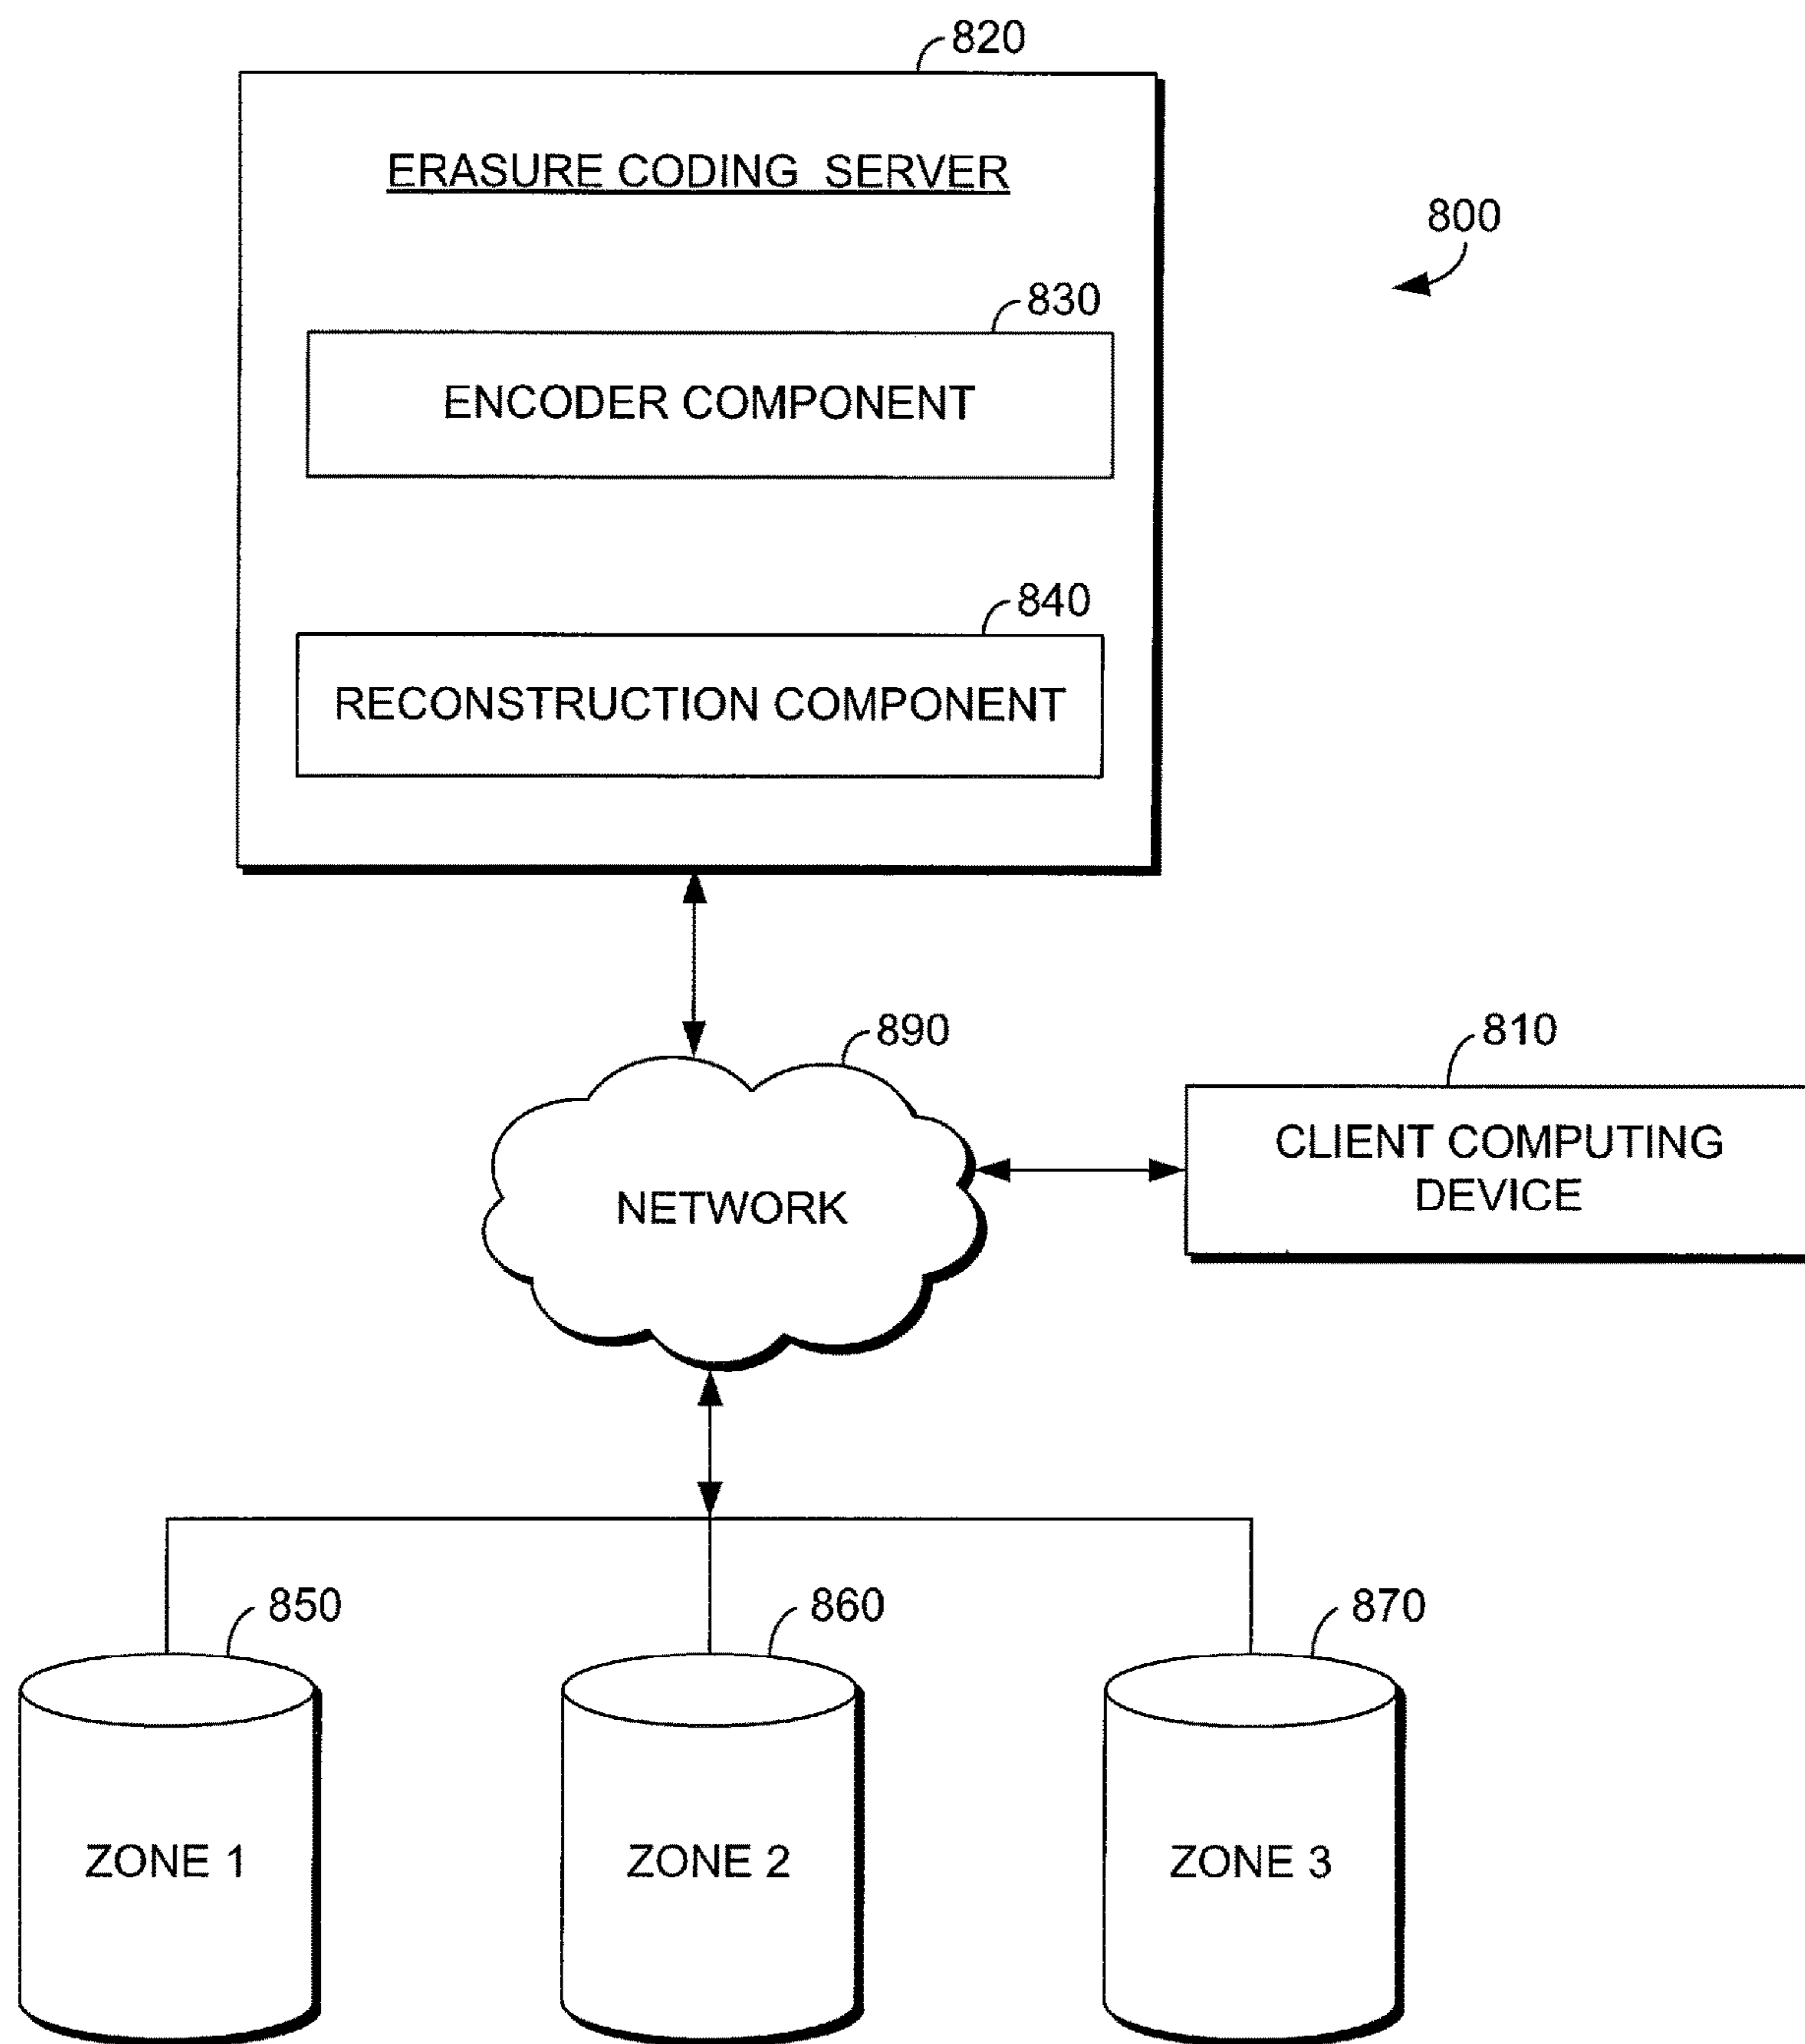 820
ERASURE CODING SERVER
800
830
ENCODER COMPONENT
840
RECONSTRUCTION COMPONENT
890
810
CLIENT COMPUTING
DEVICE
NETWORK
850
860
870
ZONE 1
ZONE 2
ZONE 3